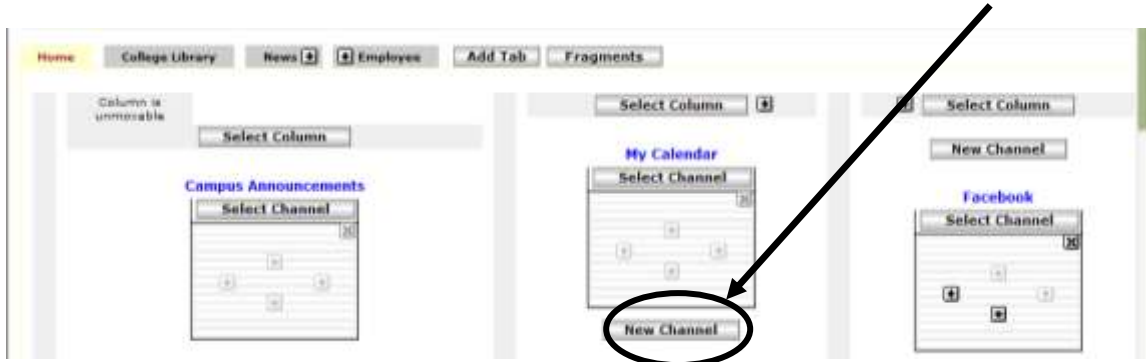 Home College Library News Employee Add Tab Fragments
Column is
unmovable
Select Column
Campus Announcements
Select Channel
Select Column
My Calendar
Select Channel
New Channel
Select Column
New Channel
Facebook
Select Channel